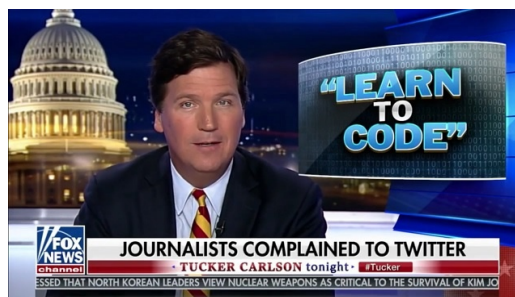 “LEARN
TO
CODE”
FOX
NEWS
channel
JOURNALISTS COMPLAINED TO TWITTER
TUCKER CARLSON tonight
#Tucker
ESSED THAT NORTH KOREAN LEADERS VIEW NUCLEAR WEAPONS AS CRITICAL TO THE SURVIVAL OF KIM JO